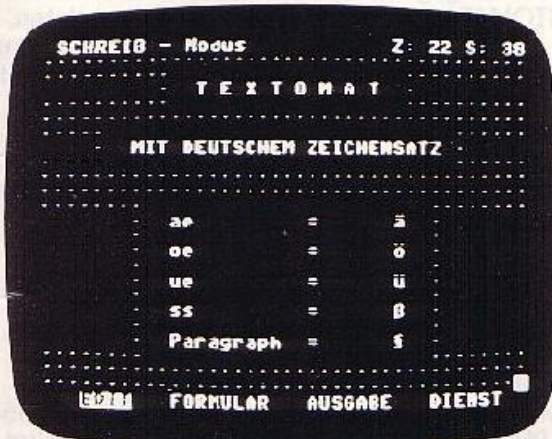 SCHREIB - Modus Z: 22 S: 38
T E X T O M A T
MIT DEUTSCHEM ZEICHENSATZ
ae = ä
oe = ö
ue = ü
ss = ß
Paragraph = §
FORMULAR AUSGABE DIENST